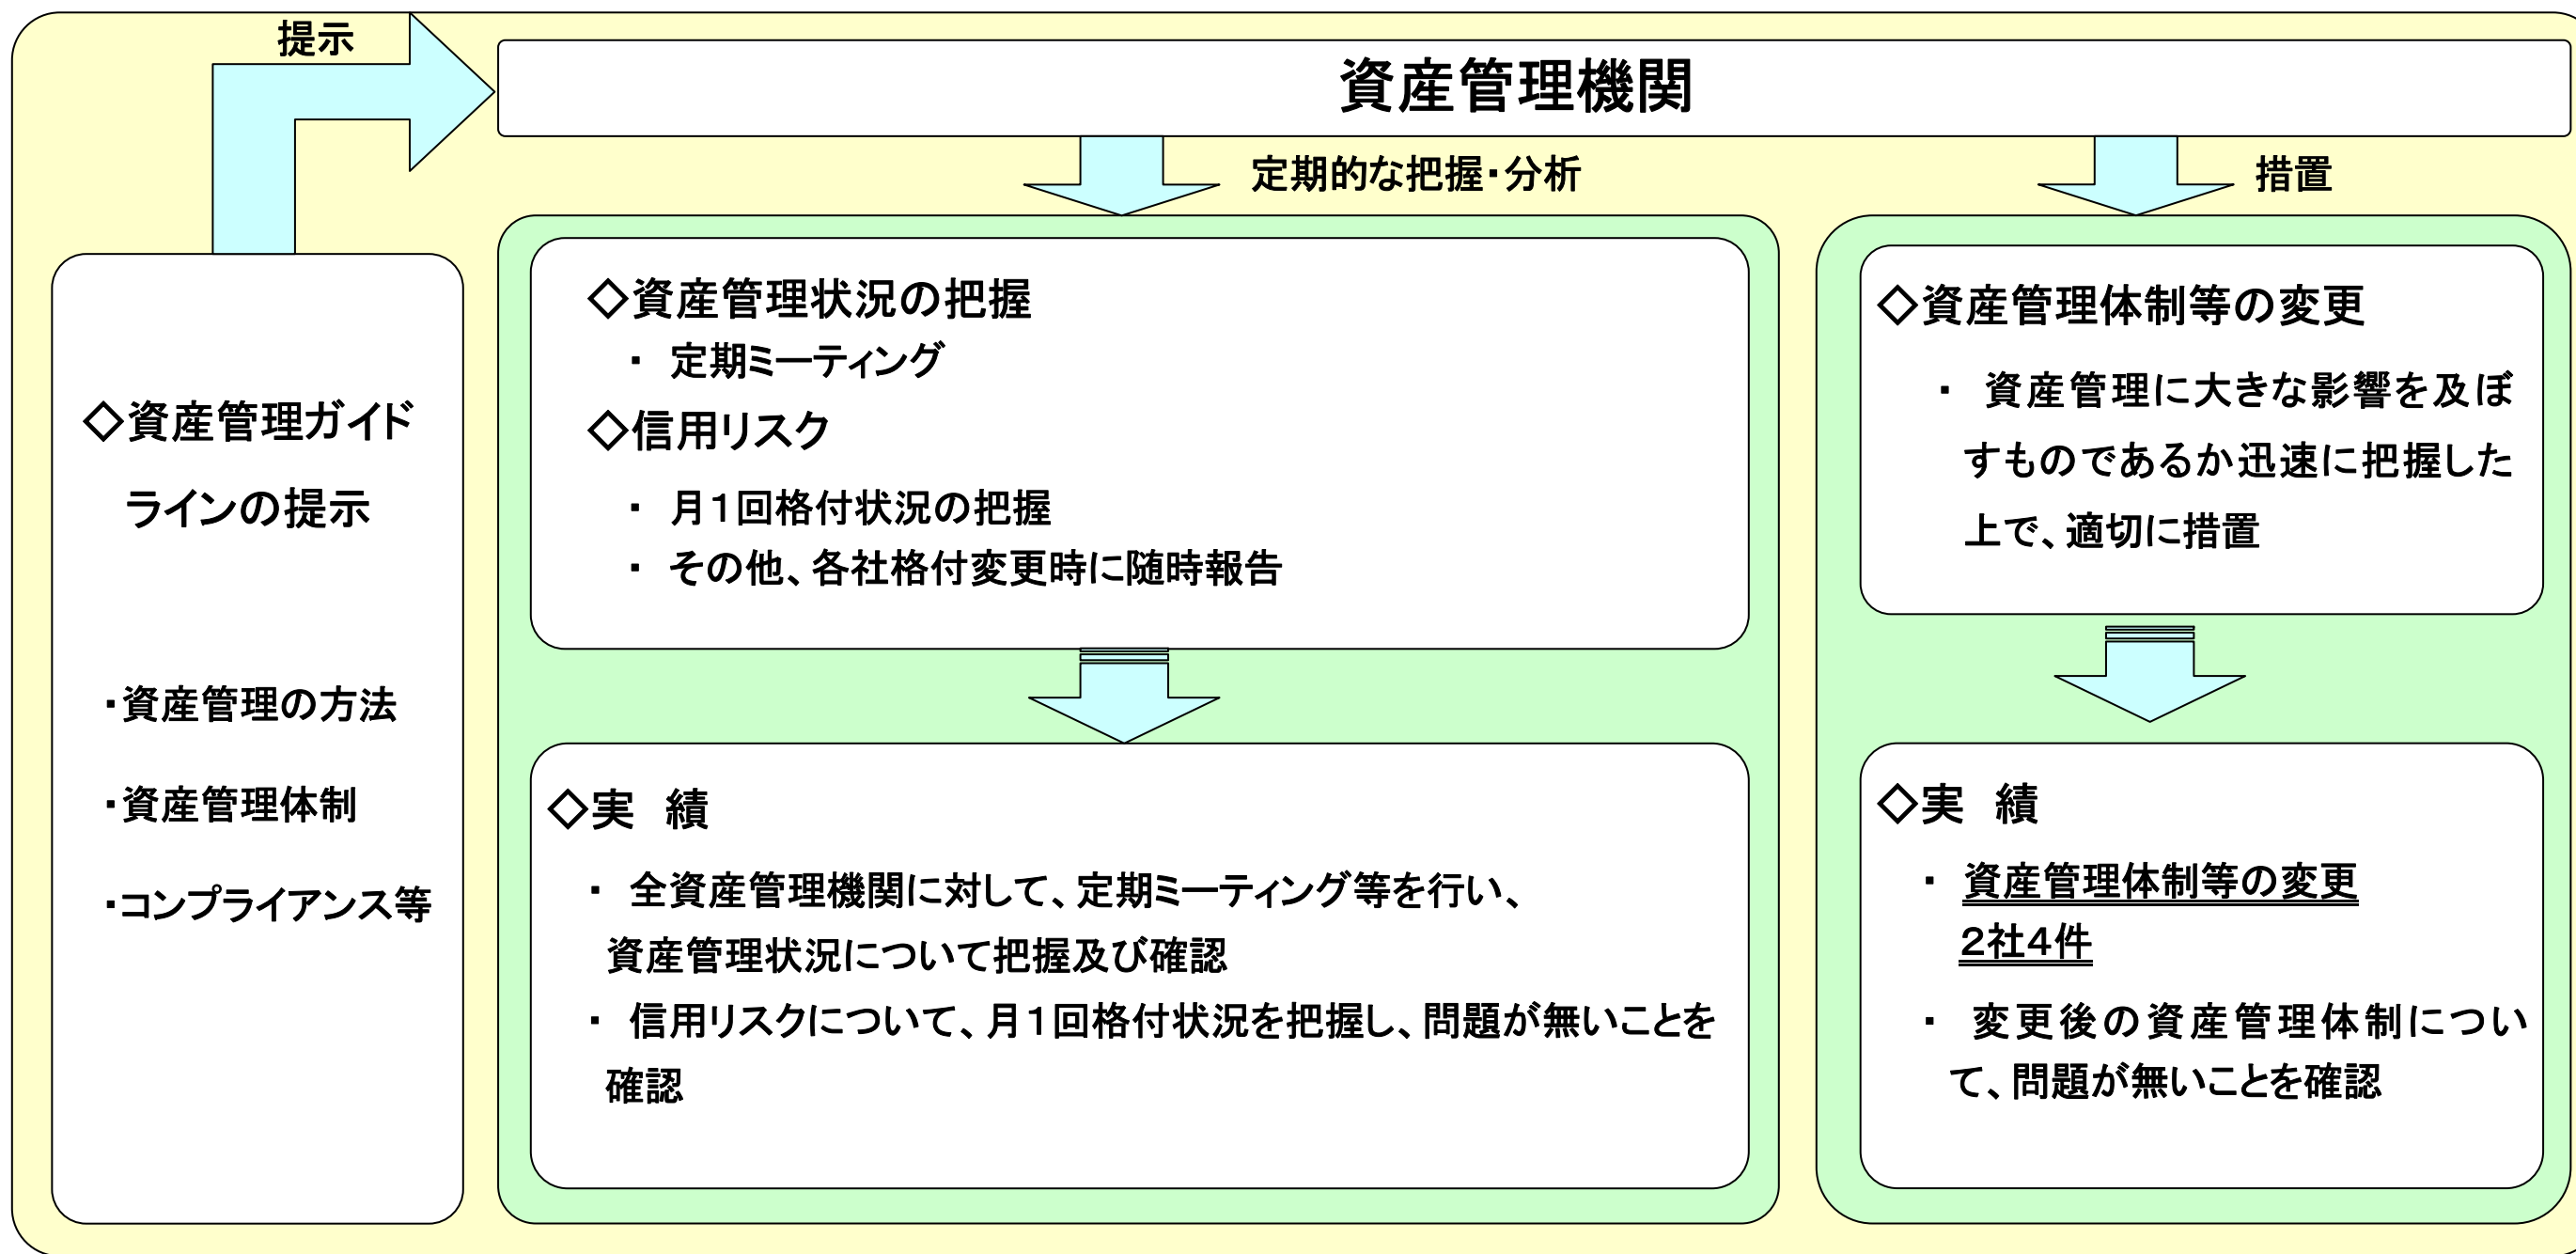 提示
資産管理機関
定期的な把握・分析
措置
◇資産管理ガイド
ラインの提示
・資産管理の方法
・資産管理体制
・コンプライアンス等
◇資産管理状況の把握
・ 定期ミーティング
◇信用リスク
・ 月１回格付状況の把握
・ その他、各社格付変更時に随時報告
◇実　績
・ 全資産管理機関に対して、定期ミーティング等を行い、
資産管理状況について把握及び確認
・ 信用リスクについて、月１回格付状況を把握し、問題が無いことを
確認
◇資産管理体制等の変更
・ 資産管理に大きな影響を及ぼ
すものであるか迅速に把握した
上で、適切に措置
◇実　績
・ 資産管理体制等の変更
２社４件
・ 変更後の資産管理体制につい
て、問題が無いことを確認